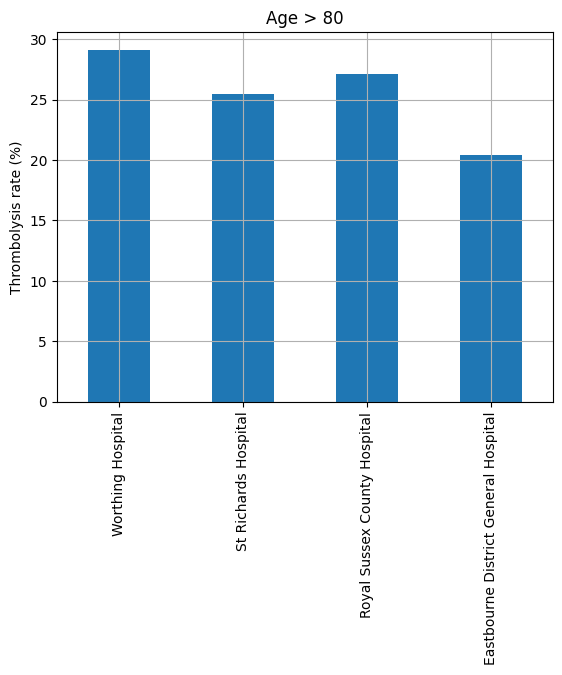 Age > 80
Thrombolysis rate (%)
30
25
20
15
10
5
0
Worthing Hospital
St Richards Hospital
Royal Sussex County Hospital
Eastbourne District General Hospital